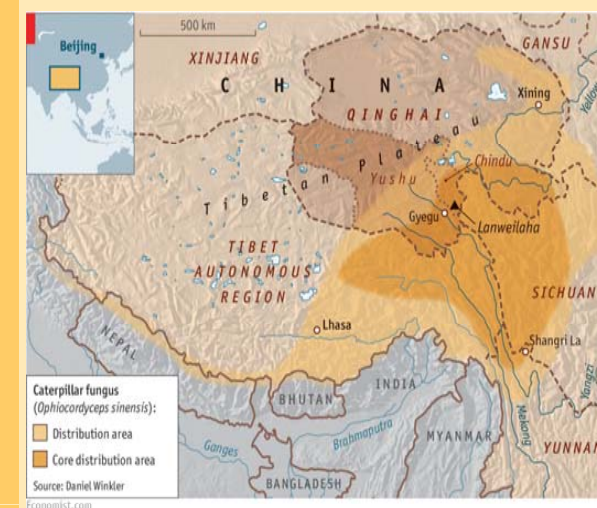 500 km
Beijing
XINJIANG
GANSU
CHINA
Xining
Yellow
QINGHAI
Tibetan plateau
Chindu
Yushu
Gyegu
Lanweilaha
TIBET
AUTONOMOUS
REGION
SICHUAN
Lhasa
Shangri La
NEPAL
Caterpillar fungus
(Ophiocordyceps sinensis):
Distribution area
Core distribution area
Source: Daniel Winkler
BHUTAN
INDIA
Yangzi
Ganges
Brahmaputra
MYANMAR
Mekong
YUNNAN
BANGLADESH
Economist.com